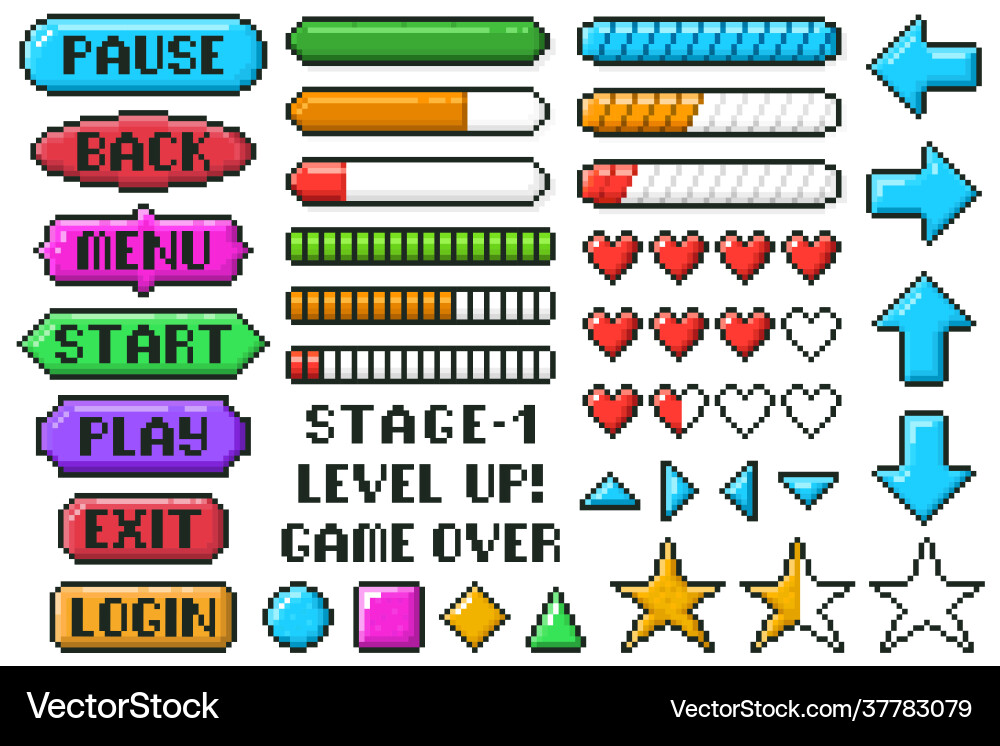 PAUSE
BACK
MENU
START
PLAY
EXIT
LOGIN
STAGE-1
LEVEL UP!
GAME OVER
VectorStock
VectorStock.com/37783079